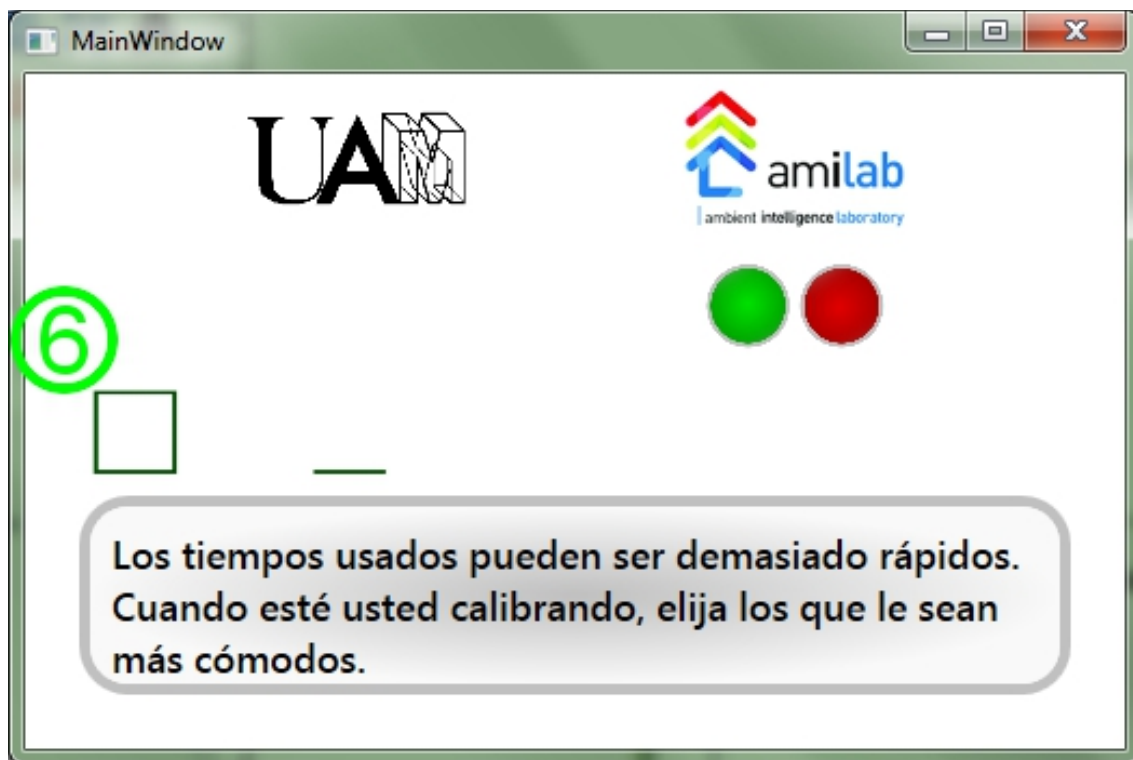 MainWindow
UAM
amilab
ambient intelligence laboratory
6
Los tiempos usados pueden ser demasiado rápidos.
Cuando esté usted calibrando, elija los que le sean
más cómodos.